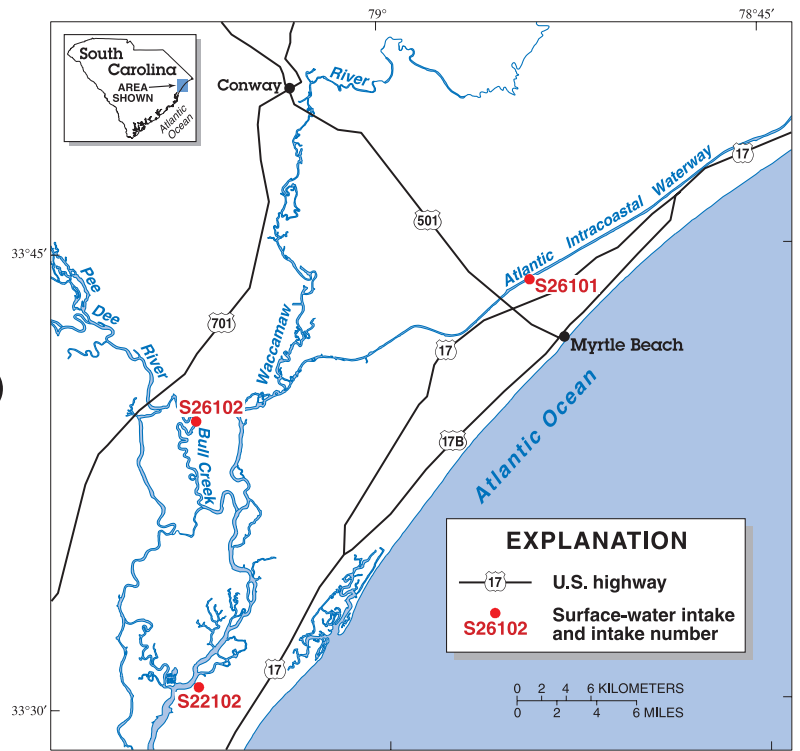 79°
78°45′
South
Carolina
AREA
SHOWN
Atlantic
Ocean
Conway
River
17
Atlantic Intracoastal Waterway
501
33°45′
S26101
Pee
Dee
River
701
Waccamaw
17
Myrtle Beach
S26102
Bull Creek
17B
Atlantic Ocean
EXPLANATION
17 U.S. highway
S26102 Surface-water intake
and intake number
17
0 2 4 6 KILOMETERS
0 2 4 6 MILES
S22102
33°30′